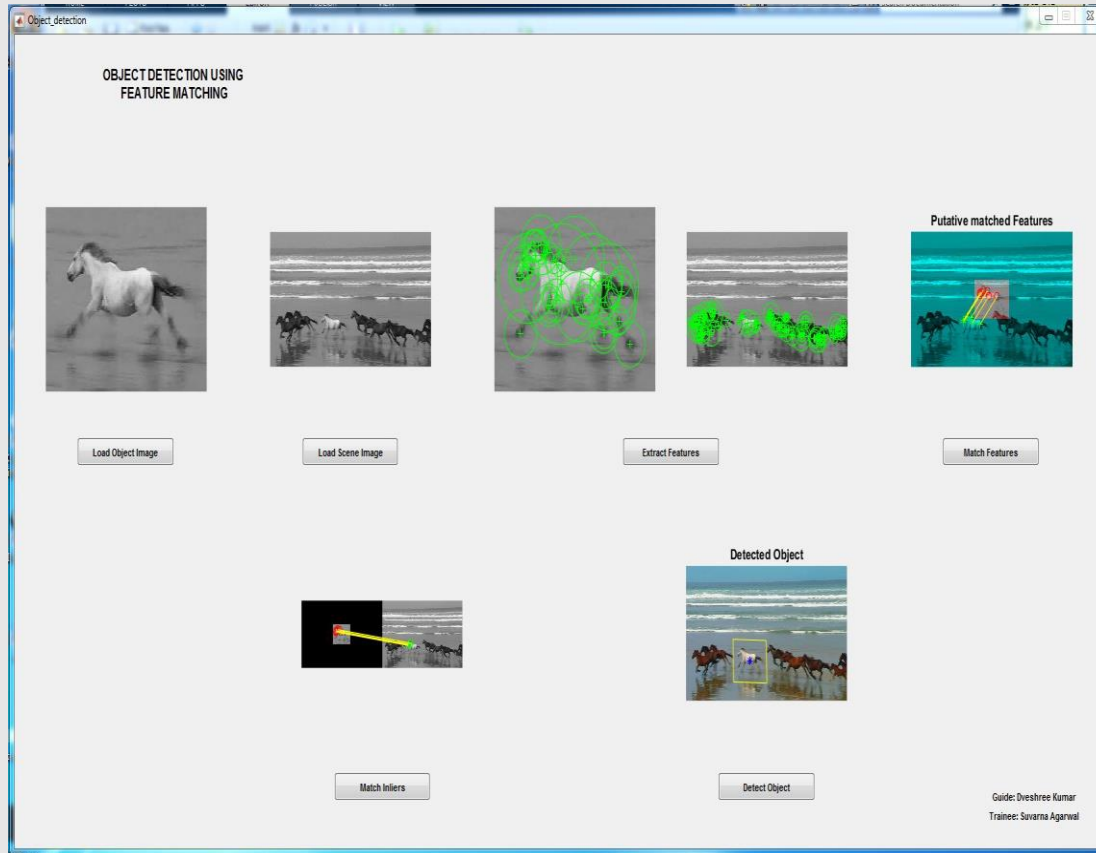 Object_detection
OBJECT DETECTION USING
FEATURE MATCHING
Putative matched Features
Load Object Image
Load Scene Image
Extract Features
Match Features
Detected Object
Match Inliers
Detect Object
Guide: Dveshree Kumar
Trainee: Suvarna Agarwal